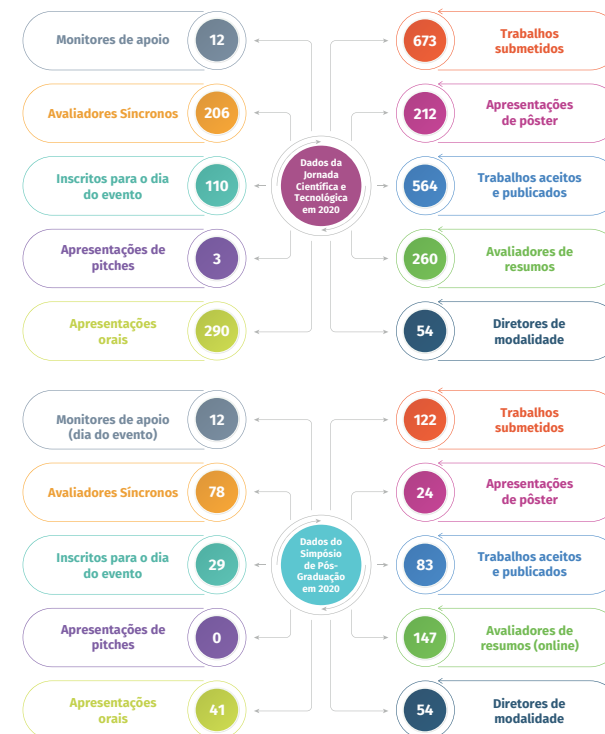 Monitores de apoio
12
673
Trabalhos
submetidos
Avaliadores Síncronos
206
212
Apresentações
de pôster
Inscritos para o dia
do evento
110
Dados da
Jornada
Científica e
Tecnológica
em 2020
564
Trabalhos aceitos
e publicados
Apresentações de
pitches
3
260
Avaliadores de
resumos
Apresentações
orais
290
54
Diretores de
modalidade
Monitores de apoio
(dia do evento)
12
122
Trabalhos
submetidos
Avaliadores Síncronos
78
24
Apresentações
de pôster
Inscritos para o dia
do evento
29
Dados do
Simpósio
de Pós-
Graduação
em 2020
83
Trabalhos aceitos
e publicados
Apresentações de
pitches
0
147
Avaliadores de
resumos (online)
Apresentações
orais
41
54
Diretores de
modalidade